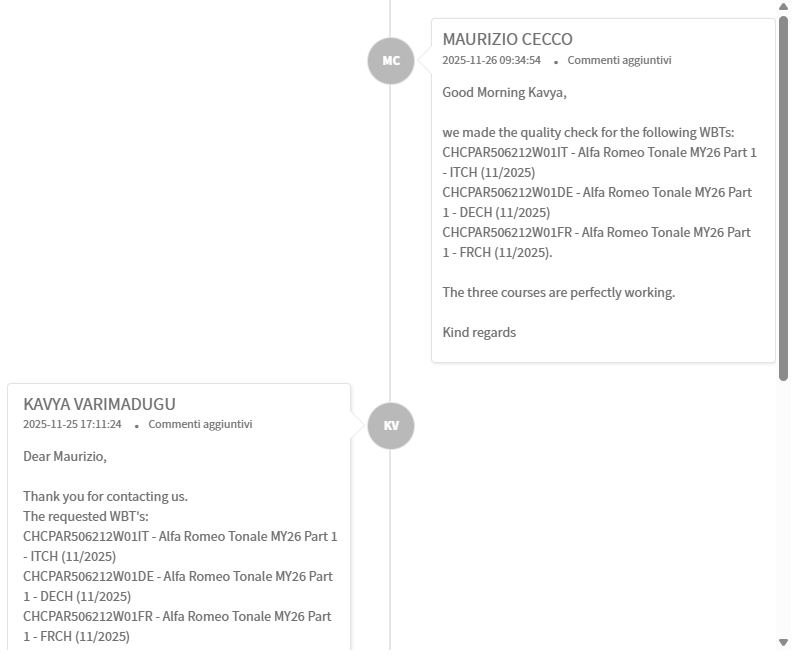 MAURIZIO CECCO
MC
2025-11-26 09:34:54 • Commenti aggiuntivi
Good Morning Kavya,
we made the quality check for the following WBTs:
CHCPAR506212W01IT - Alfa Romeo Tonale MY26 Part 1
- ITCH (11/2025)
CHCPAR506212W01DE - Alfa Romeo Tonale MY26 Part
1 - DECH (11/2025)
CHCPAR506212W01FR - Alfa Romeo Tonale MY26 Part
1 - FRCH (11/2025).
The three courses are perfectly working.
Kind regards
KAVYA VARIMADUGU
KV
2025-11-25 17:11:24 • Commenti aggiuntivi
Dear Maurizio,
Thank you for contacting us.
The requested WBT's:
CHCPAR506212W01IT - Alfa Romeo Tonale MY26 Part 1
- ITCH (11/2025)
CHCPAR506212W01DE - Alfa Romeo Tonale MY26 Part
1 - DECH (11/2025)
CHCPAR506212W01FR - Alfa Romeo Tonale MY26 Part
1 - FRCH (11/2025)